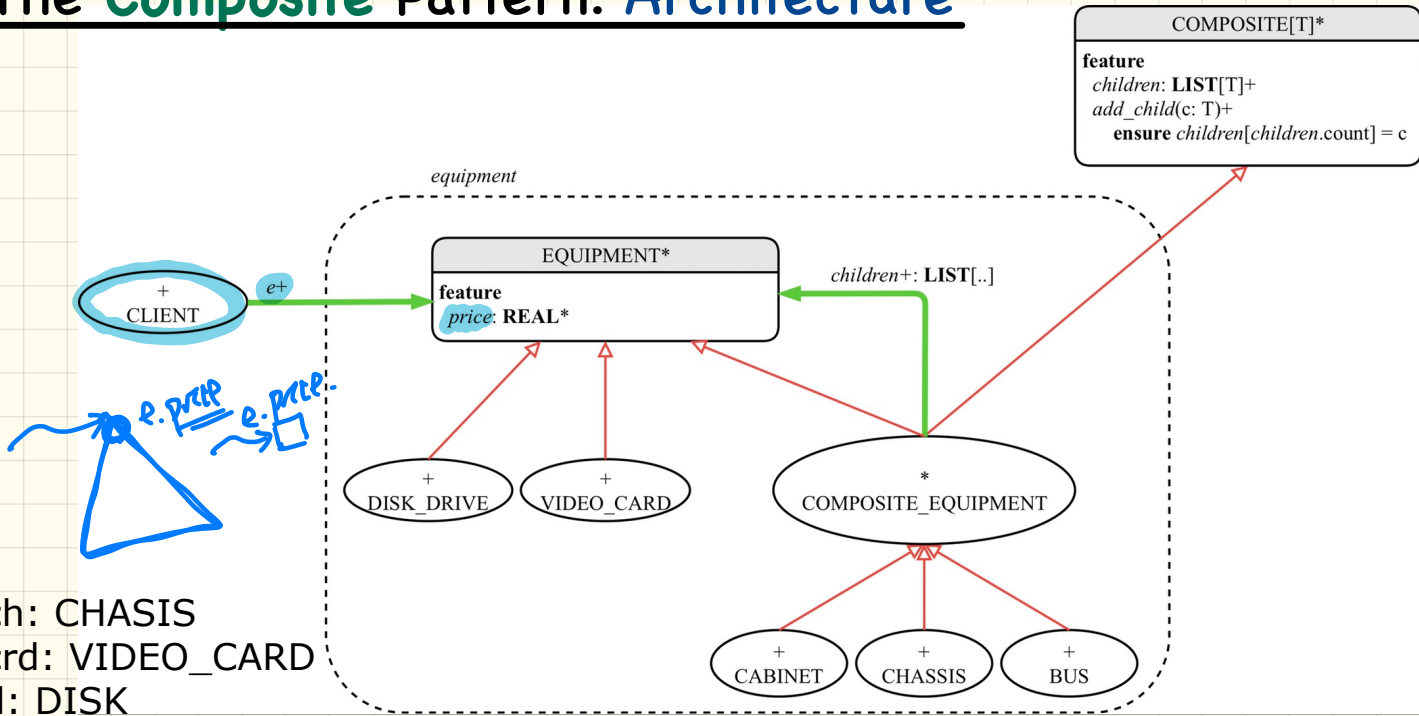 The Composite Pattern: Architecture
COMPOSITE[T]*
feature
children: LIST[T]+
add_child(c: T)+
ensure children[children.count] = c
equipment
EQUIPMENT*
feature
price: REAL*
children+: LIST[..]
+
CLIENT
e+
e.price
e.price.
+
DISK_DRIVE
+
VIDEO_CARD
*
COMPOSITE_EQUIPMENT
+
CABINET
+
CHASSIS
+
BUS
ch: CHASIS
rd: VIDEO_CARD
: DISK